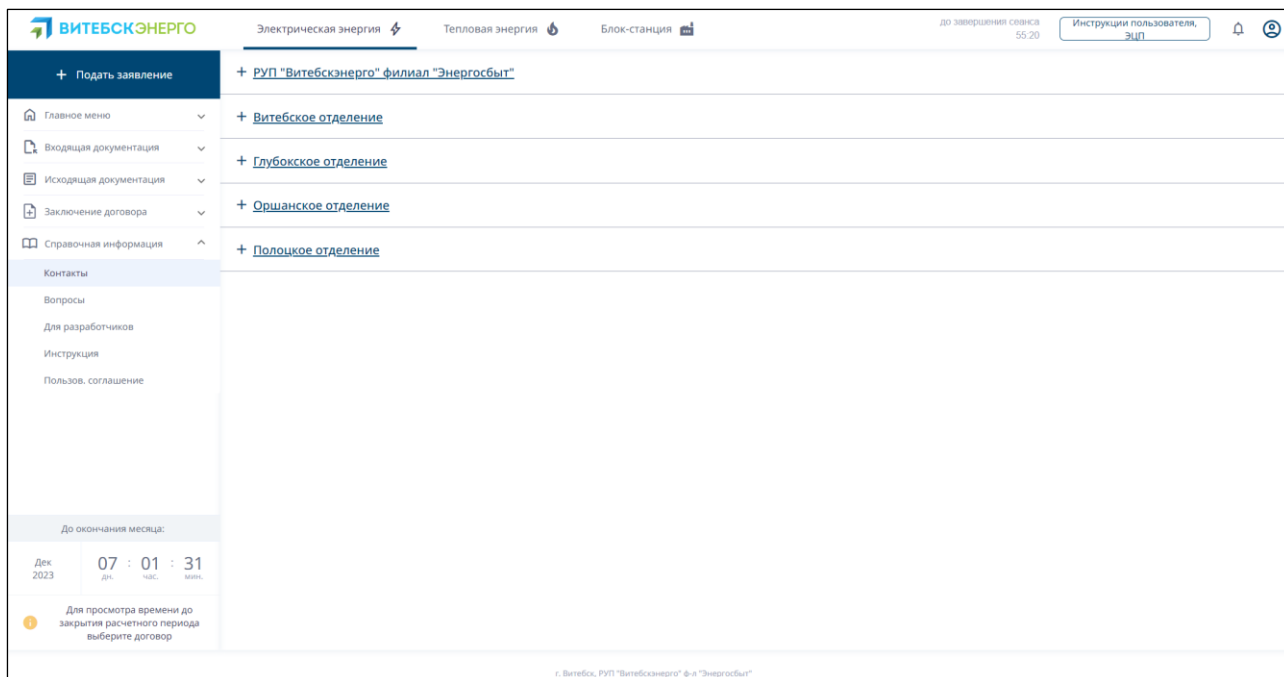 ВИТЕБСКЭНЕРГО
Электрическая энергия
Тепловая энергия
Блок-станция
до завершения сеанса
55:20
Инструкции пользователя,
ЭЦП
+ Подать заявление
Главное меню
Входящая документация
Исходящая документация
Заключение договора
Справочная информация
Контакты
Вопросы
Для разработчиков
Инструкция
Пользов. соглашение
+ РУП "Витебскэнерго" филиал "Энергосбыт"
+ Витебское отделение
+ Глубокское отделение
+ Оршанское отделение
+ Полоцкое отделение
До окончания месяца:
Дек
2023
07 : 01 : 31
дн. час. мин.
Для просмотра времени до
закрытия расчетного периода
выберите договор
г. Витебск, РУП "Витебскэнерго" ф-л "Энергосбыт"